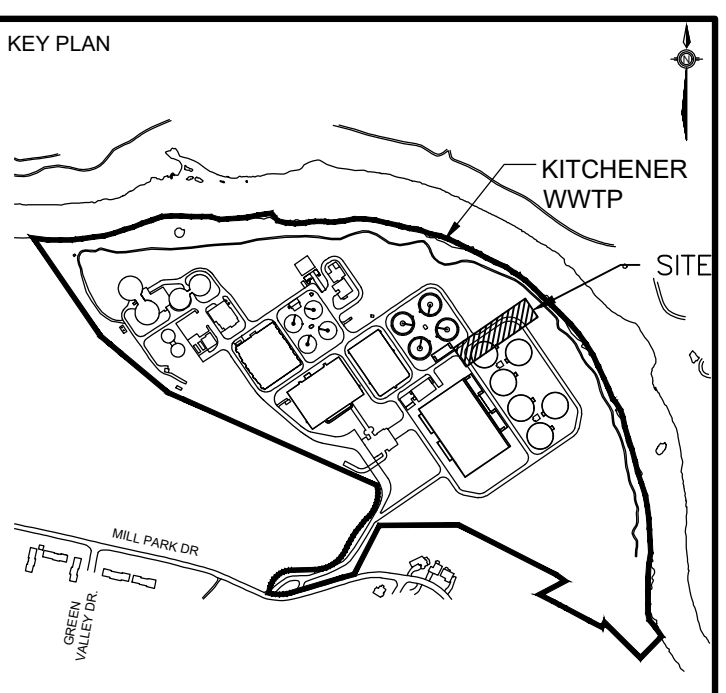 KEY PLAN
N
KITCHENER
WWTP
SITE
MILL PARK DR
GREEN
VALLEY DR.